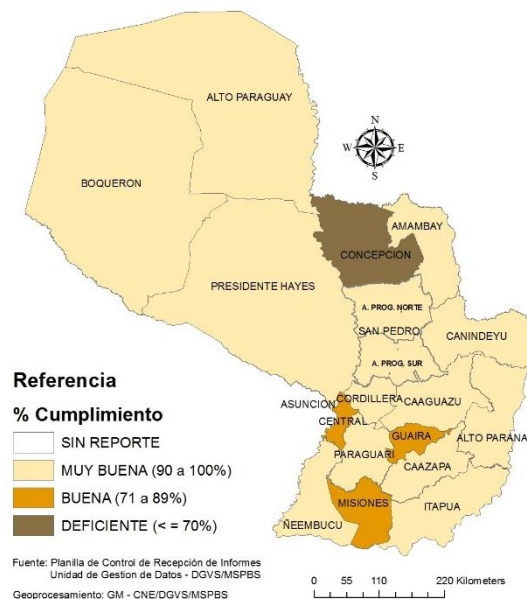 ALTO PARAGUAY
N
W E
S
BOQUERON
AMAMBAY
CONCEPCION
PRESIDENTE HAYES
A. PROG. NORTE
SAN PEDRO
CANINDEYU
A. PROG. SUR
Referencia
% Cumplimiento
SIN REPORTE
MUY BUENA (90 a 100%)
BUENA (71 a 89%)
DEFICIENTE (< = 70%)
ASUNCION
CORDILLERA
CAAGUAZU
CENTRAL
GUAIRA
ALTO PARANA
PARAGUARI
CAAZAPA
MISIONES
ITAPUA
ÑEEMBUCU
Fuente: Planilla de Control de Recepción de Informes
Unidad de Gestion de Datos - DGVS/MSPBS
Geoprocesamiento: GM - CNE/DGVS/MSPBS
0 55 110 220 Kilometers